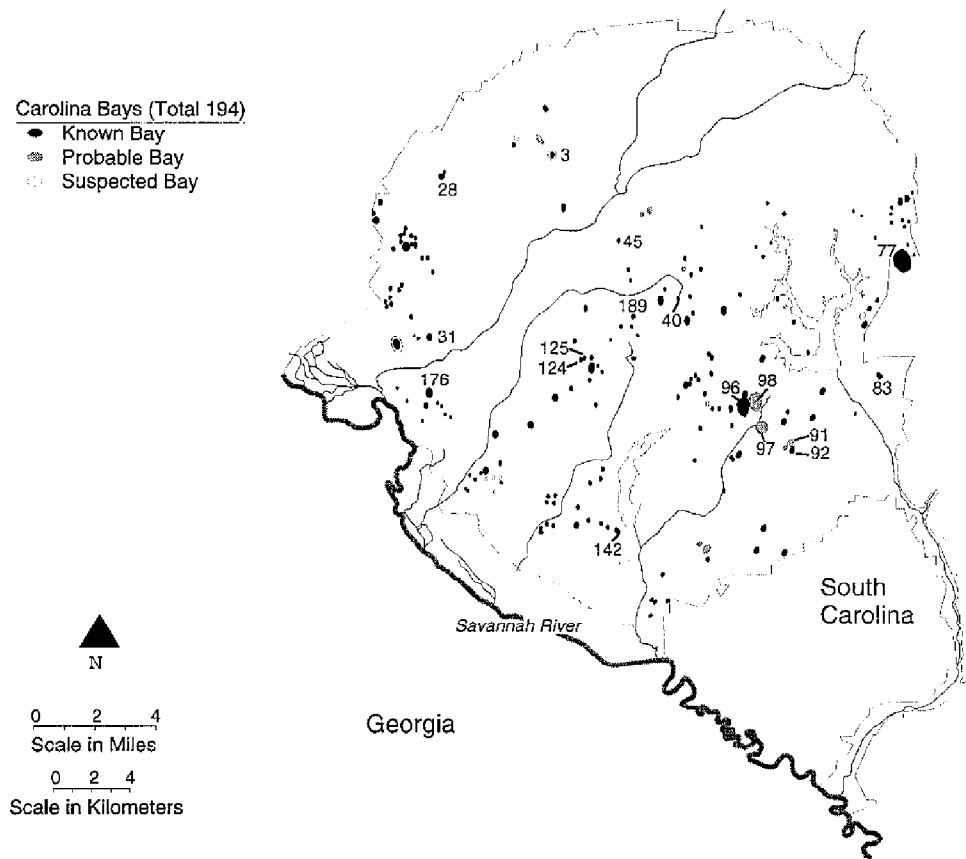 Carolina Bays (Total 194)
Known Bay
Probable Bay
Suspected Bay
3
28
45
77
189
40
31
125
124
176
96
98
83
97
91
92
142
South
Carolina
Savannah River
N
Georgia
0 2 4
Scale in Miles
0 2 4
Scale in Kilometers